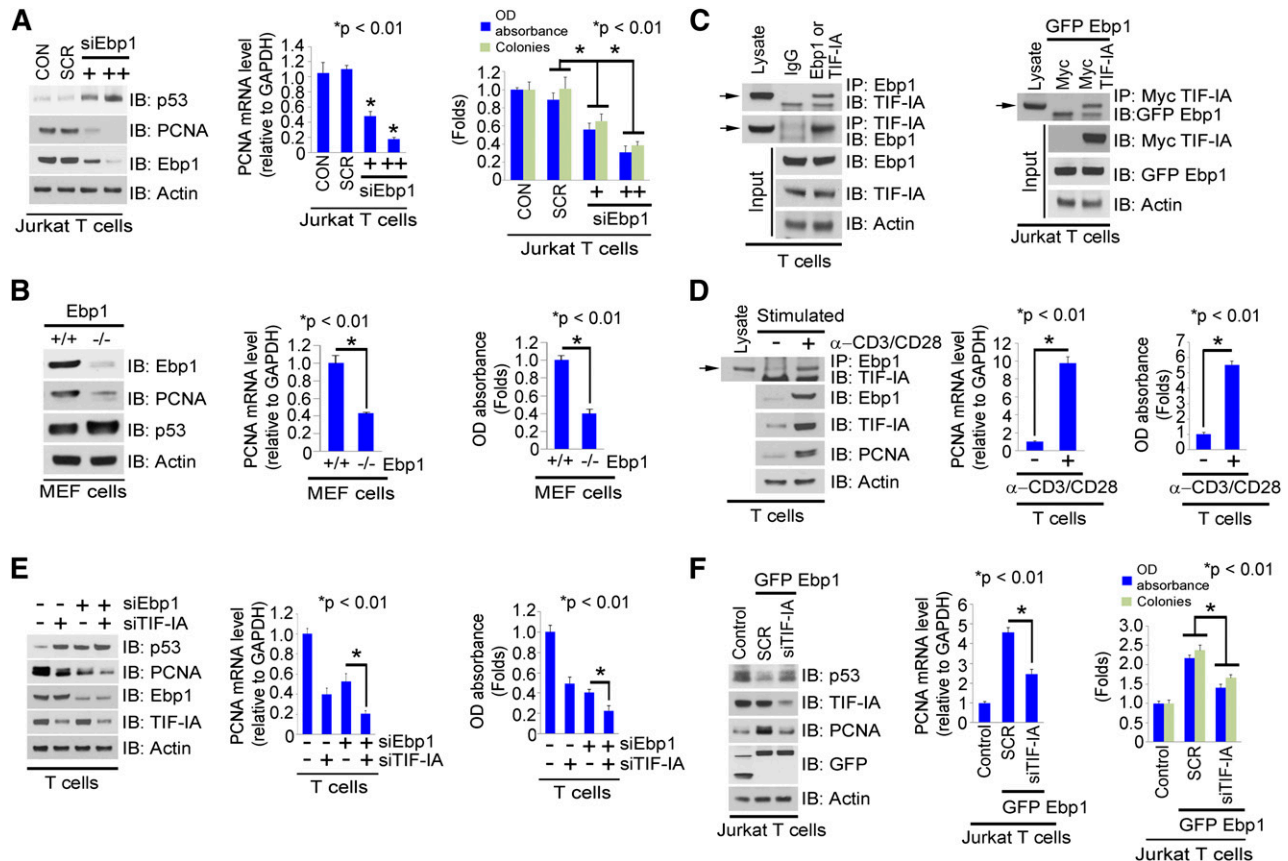 A
siEbp1
CON
SCR
+
++
IB: p53
IB: PCNA
IB: Ebp1
IB: Actin
Jurkat T cells
*p < 0.01
PCNA mRNA level
(relative to GAPDH)
1.4
1.2
1.0
0.8
0.6
0.4
0.2
0
*
*
CON
SCR
+
++
siEbp1
Jurkat T cells
OD
absorbance
Colonies
*p < 0.01
*
*
(Folds)
1.4
1.2
1.0
0.8
0.6
0.4
0.2
0
CON
SCR
+
++
siEbp1
Jurkat T cells
B
Ebp1
+/+
-/-
IB: Ebp1
IB: PCNA
IB: p53
IB: Actin
MEF cells
*p < 0.01
PCNA mRNA level
(relative to GAPDH)
1.2
1.0
0.8
0.6
0.4
0.2
0
*
+/+
-/-
Ebp1
MEF cells
*p < 0.01
OD absorbance
(Folds)
1.2
1.0
0.8
0.6
0.4
0.2
0
*
+/+
-/-
Ebp1
MEF cells
C
Lysate
IgG
Ebp1 or
TIF-IA
IP: Ebp1
IB: TIF-IA
IP: TIF-IA
IB: Ebp1
Input
IB: Ebp1
IB: TIF-IA
IB: Actin
T cells
GFP Ebp1
Lysate
Myc
Myc
TIF-IA
IP: Myc TIF-IA
IB:GFP Ebp1
Input
IB: Myc TIF-IA
IB: GFP Ebp1
IB: Actin
Jurkat T cells
D
Lysate
Stimulated
-
+
α-CD3/CD28
IP: Ebp1
IB: TIF-IA
IB: Ebp1
IB: TIF-IA
IB: PCNA
IB: Actin
T cells
*p < 0.01
PCNA mRNA level
(relative to GAPDH)
12
10
8
6
4
2
0
*
-
+
α-CD3/CD28
T cells
*p < 0.01
OD absorbance
(Folds)
7
6
5
4
3
2
1
0
*
-
+
α-CD3/CD28
T cells
E
- - + + siEbp1
- + - + siTIF-IA
IB: p53
IB: PCNA
IB: Ebp1
IB: TIF-IA
IB: Actin
T cells
*p < 0.01
PCNA mRNA level
(relative to GAPDH)
1.2
1.0
0.8
0.6
0.4
0.2
0
*
- - + + siEbp1
- + - + siTIF-IA
T cells
*p < 0.01
OD absorbance
(Folds)
1.2
1.0
0.8
0.6
0.4
0.2
0
*
- - + + siEbp1
- + - + siTIF-IA
T cells
F
GFP Ebp1
Control
SCR
siTIF-IA
IB: p53
IB: TIF-IA
IB: PCNA
IB: GFP
IB: Actin
Jurkat T cells
*p < 0.01
PCNA mRNA level
(relative to GAPDH)
6
5
4
3
2
1
0
*
Control
SCR
siTIF-IA
GFP Ebp1
Jurkat T cells
OD
absorbance
Colonies
*p < 0.01
*
(Folds)
3.0
2.5
2.0
1.5
1.0
0.5
0
Control
SCR
siTIF-IA
GFP Ebp1
Jurkat T cells